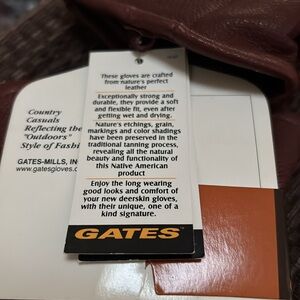 These gloves are crafted
from nature's perfect
leather
Exceptionally strong and
durable, they provide a soft
and flexible fit, even after
getting wet and drying.
Nature's etchings, grain,
markings and color shadings
have been preserved in the
traditional tanning process,
revealing all the natural
beauty and functionality of
this Native American
product
Enjoy the long wearing
good looks and comfort of
your new deerskin gloves,
with their unique, one of a
kind signature.
GATES
Country
Casuals
Reflecting the
"Outdoors"
Style of Fashi
GATES-MILLS, IN
www.gatesgloves.c